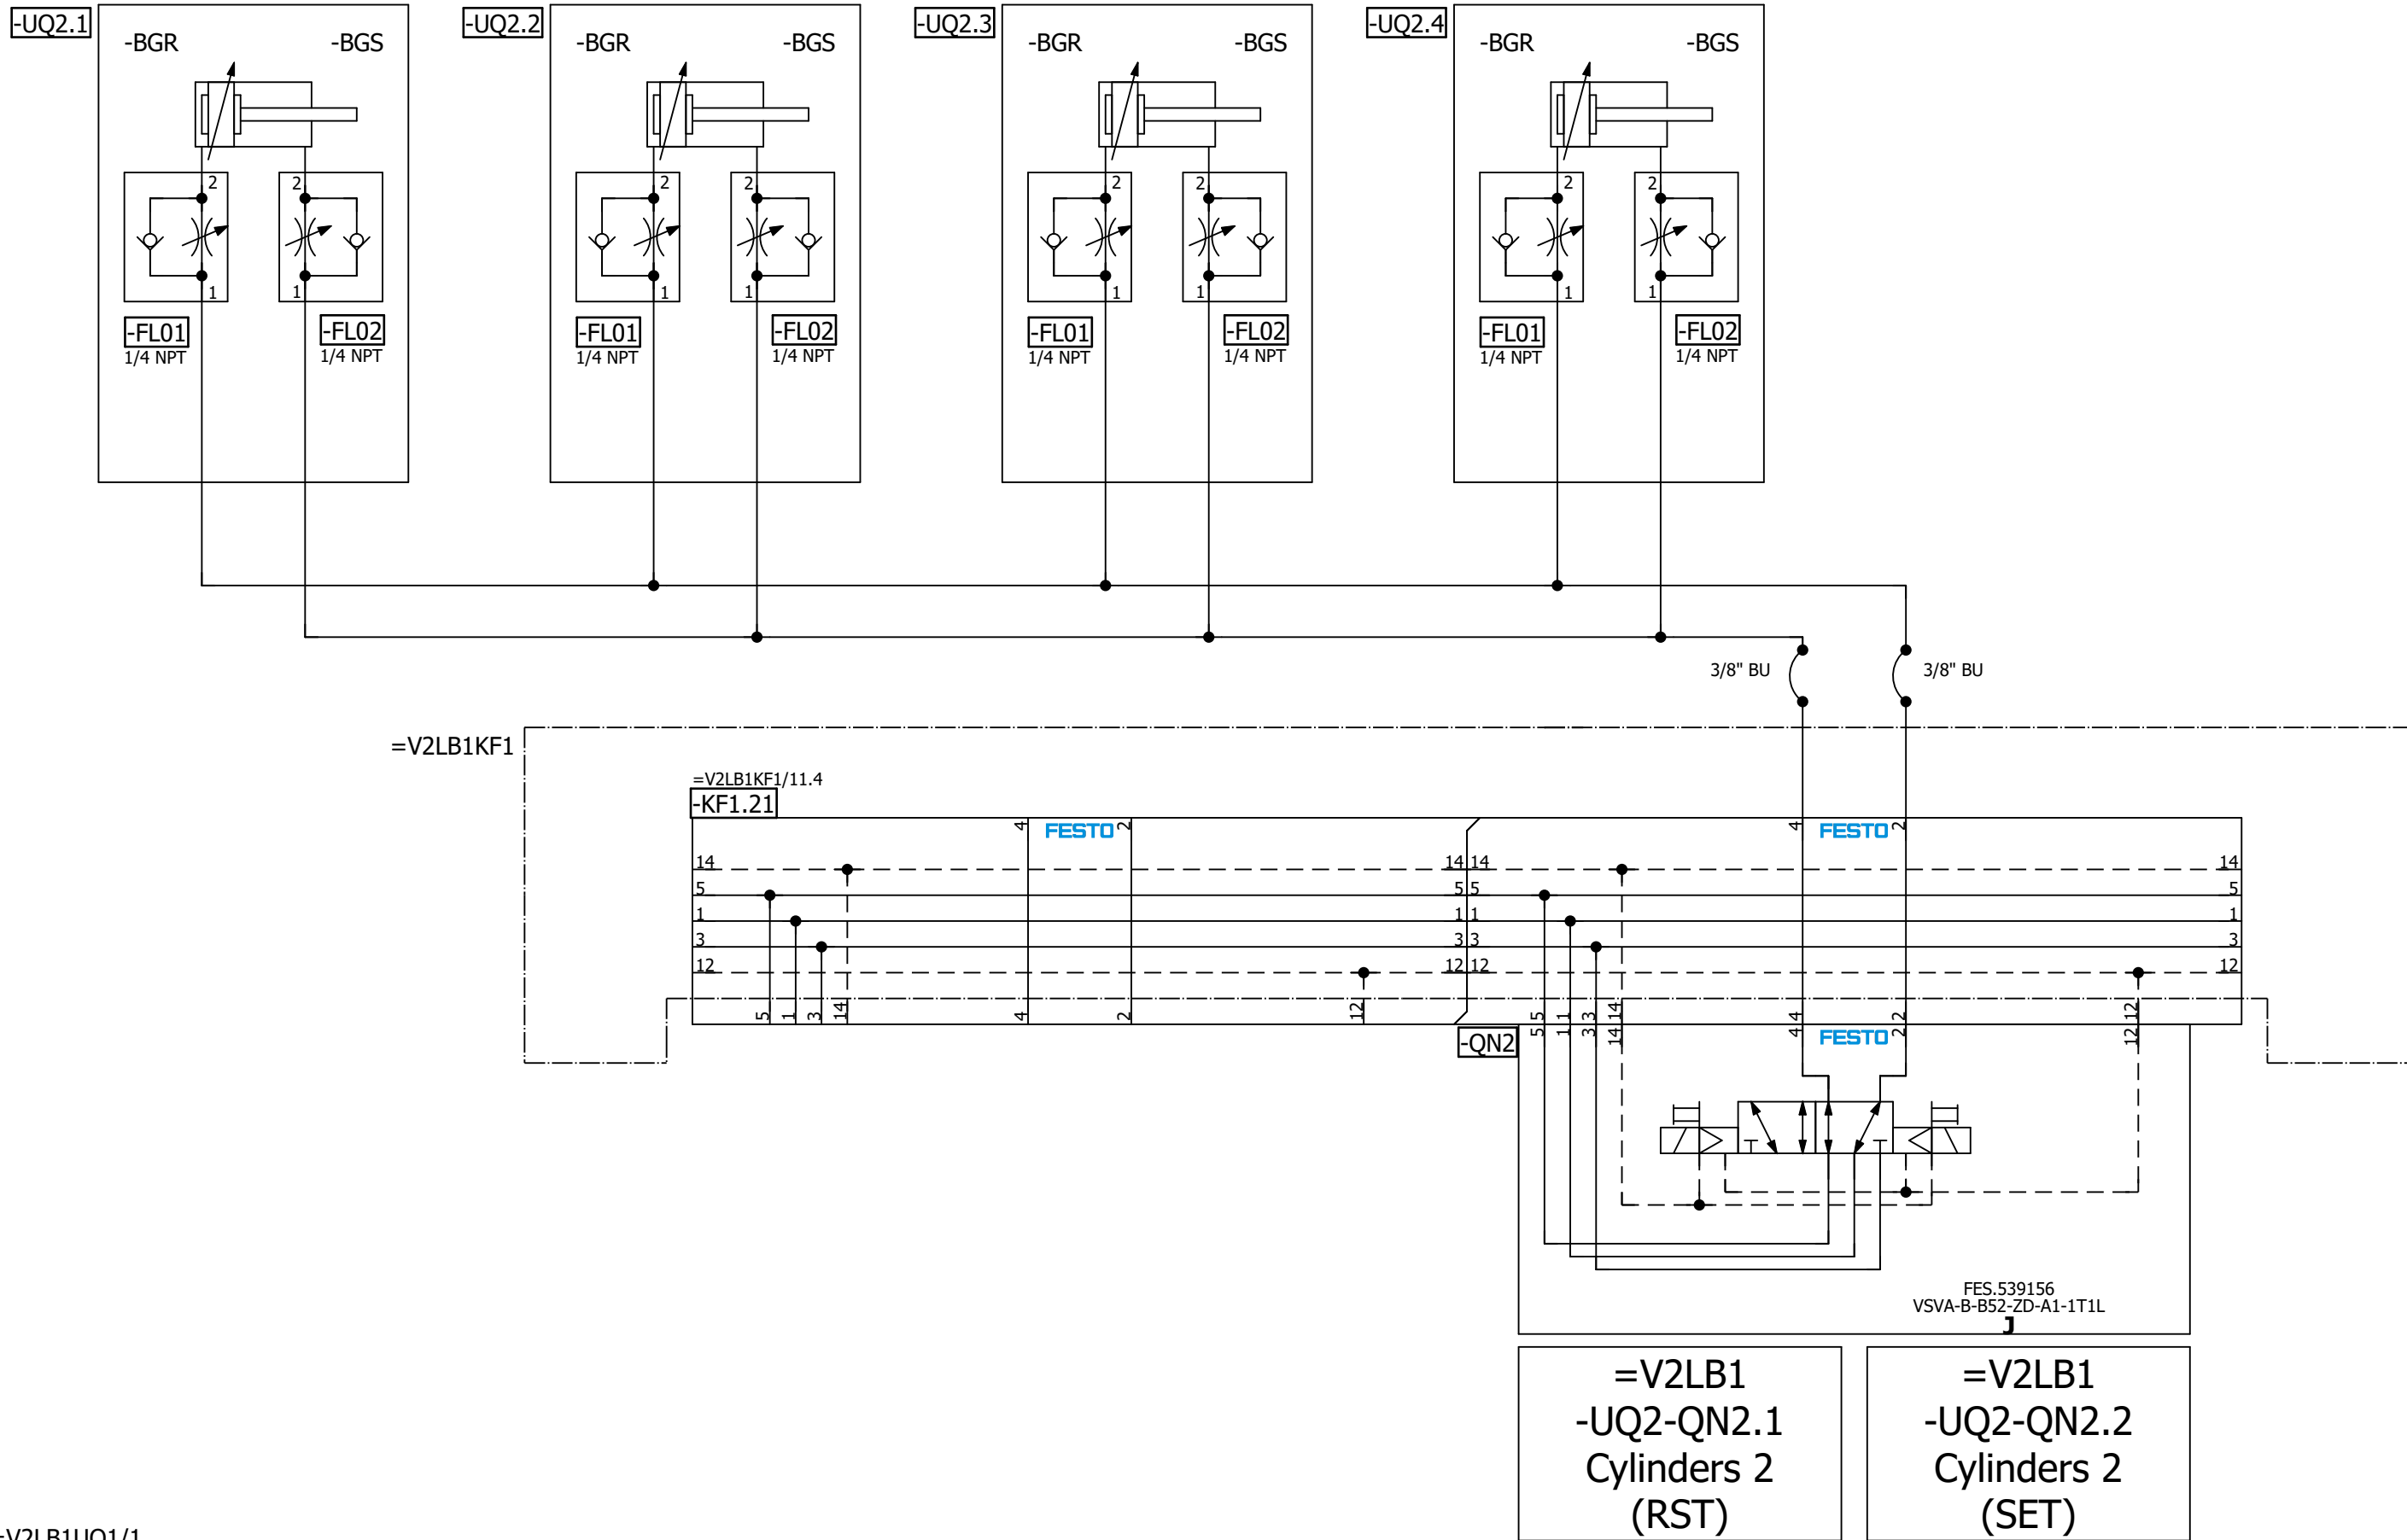 -UQ2.1
-BGR -BGS
-UQ2.2
-BGR -BGS
-UQ2.3
-BGR -BGS
-UQ2.4
-BGR -BGS
2 2 2 2 2 2 2 2
1 1 1 1 1 1 1 1
-FL01 -FL02 -FL01 -FL02 -FL01 -FL02 -FL01 -FL02
1/4 NPT 1/4 NPT 1/4 NPT 1/4 NPT 1/4 NPT 1/4 NPT 1/4 NPT 1/4 NPT
3/8" BU 3/8" BU
=V2LB1KF1
=V2LB1KF1/11.4
-KF1.21
4 FESTO 2 4 FESTO 2
14 14 14 14
5 5 5 5
1 1 1 1
3 3 3 3
12 12 12 12
5 1 3 14 4 2 12 5 1 3 14 4 2 12
-QN2
5 1 3 14 4 FESTO 2 12
FES.539156
VSVA-B-B52-ZD-A1-1T1L
J
=V2LB1
-UQ2-QN2.1
Cylinders 2
(RST)
=V2LB1
-UQ2-QN2.2
Cylinders 2
(SET)
=V2LB1UQ1/1